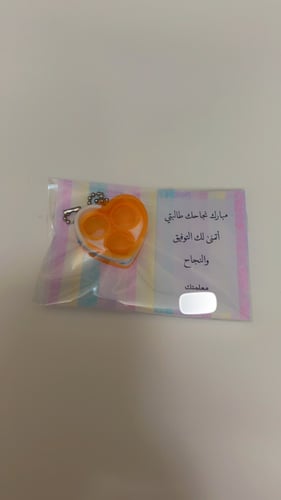 مبارك نجاحك طالبتي
أتمنى لك التوفيق
والنجاح
معلمتك